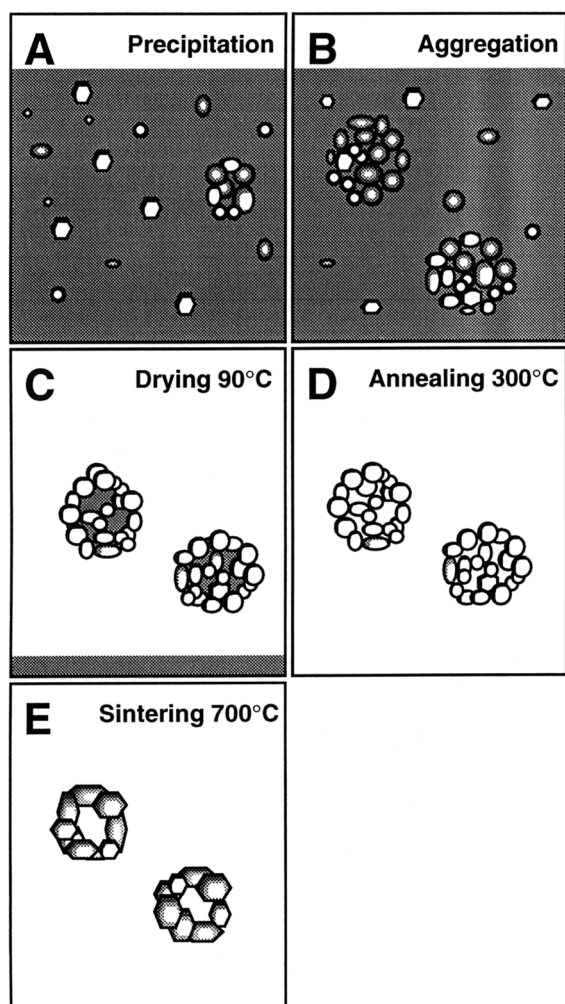 A Precipitation
B Aggregation
C Drying 90°C
D Annealing 300°C
E Sintering 700°C